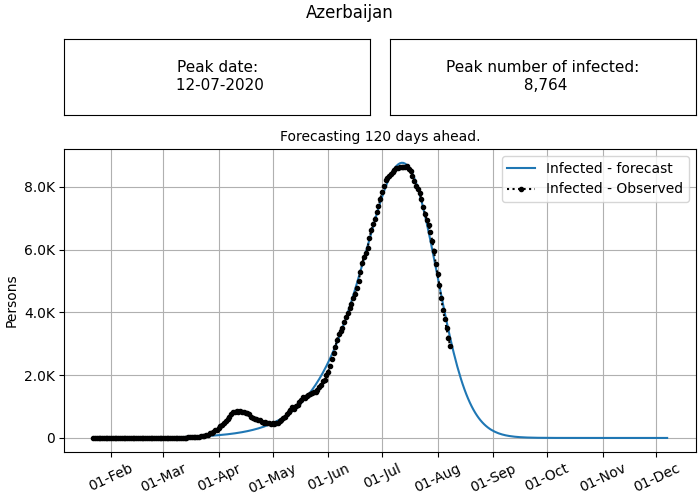 Azerbaijan
Peak date:
12-07-2020
Peak number of infected:
8,764
Forecasting 120 days ahead.
Infected - forecast
Infected - Observed
Persons
8.0K
6.0K
4.0K
2.0K
0
01-Feb
01-Mar
01-Apr
01-May
01-Jun
01-Jul
01-Aug
01-Sep
01-Oct
01-Nov
01-Dec